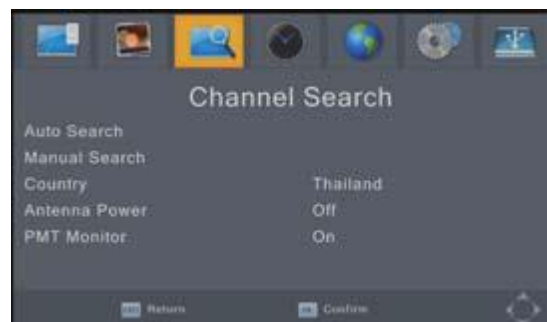 Channel Search
Auto Search
Manual Search
Country Thailand
Antenna Power Off
PMT Monitor On
Return Confirm